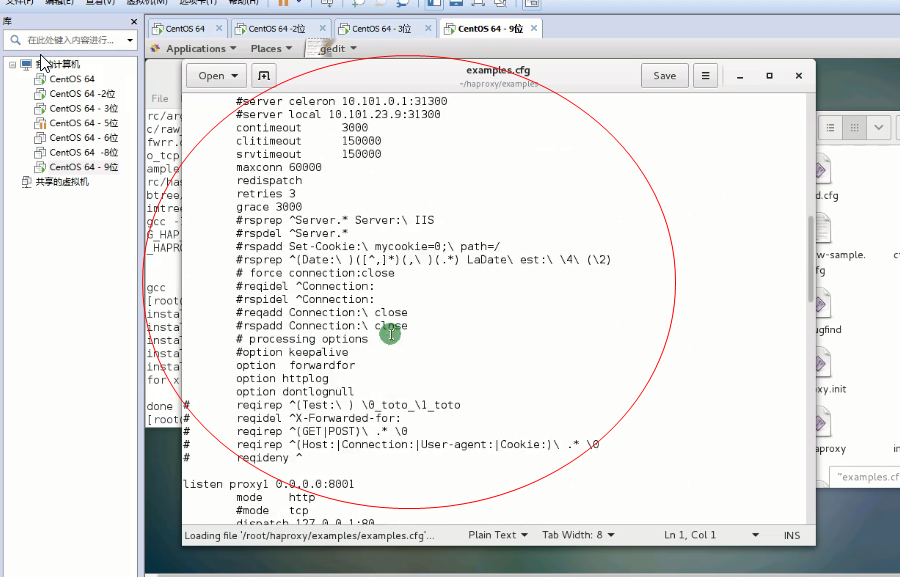 库
在此处键入内容进行...
CentOS 64
CentOS 64 -2位
CentOS 64 - 3位
CentOS 64 - 5位
CentOS 64 - 6位
CentOS 64 -8位
CentOS 64 - 9位
共享的虚拟机
CentOS 64
CentOS 64 -2位
CentOS 64 - 3位
CentOS 64 - 9位
Applications
Places
gedit
Open
examples.cfg
~/haproxy/examples
Save
#server celeron 10.101.0.1:31300
#server local 10.101.23.9:31300
contimeout 3000
clitimeout 150000
srvtimeout 150000
maxconn 60000
redispatch
retries 3
grace 3000
#rsprep ^Server.* Server:\ IIS
#rspdel ^Server.*
#rspadd Set-Cookie:\ mycookie=0;\ path=/
#rsprep ^(Date:\ )([^,]*)(,\ )(.*) LaDate\ est:\ \4\ (\2)
# force connection:close
#reqidel ^Connection:
#rspidel ^Connection:
#reqadd Connection:\ close
#rspadd Connection:\ close
# processing options
#option keepalive
option forwardfor
option httplog
option dontlognull
# reqirep ^(Test:\ ) \0_toto_\1_toto
# reqidel ^X-Forwarded-for:
# reqirep ^(GET|POST)\ .* \0
# reqirep ^(Host:|Connection:|User-agent:|Cookie:)\ .* \0
# reqideny ^
listen proxy1 0.0.0.0:8001
mode http
#mode tcp
dispatch 127.0.0.1:80
Loading file '/root/haproxy/examples/examples.cfg'...
Plain Text
Tab Width: 8
Ln 1, Col 1
INS
File
rc/ar
c/raw
fwrr.
o_tcp
ample
rc/has
btree
imtree
gcc -
G_HAP
_HAPR
gcc
[root
insta
insta
insta
insta
insta
for x
done
[root
d.cfg
w-sample.
fg
ugfind
xy.init
aproxy
"examples.cf